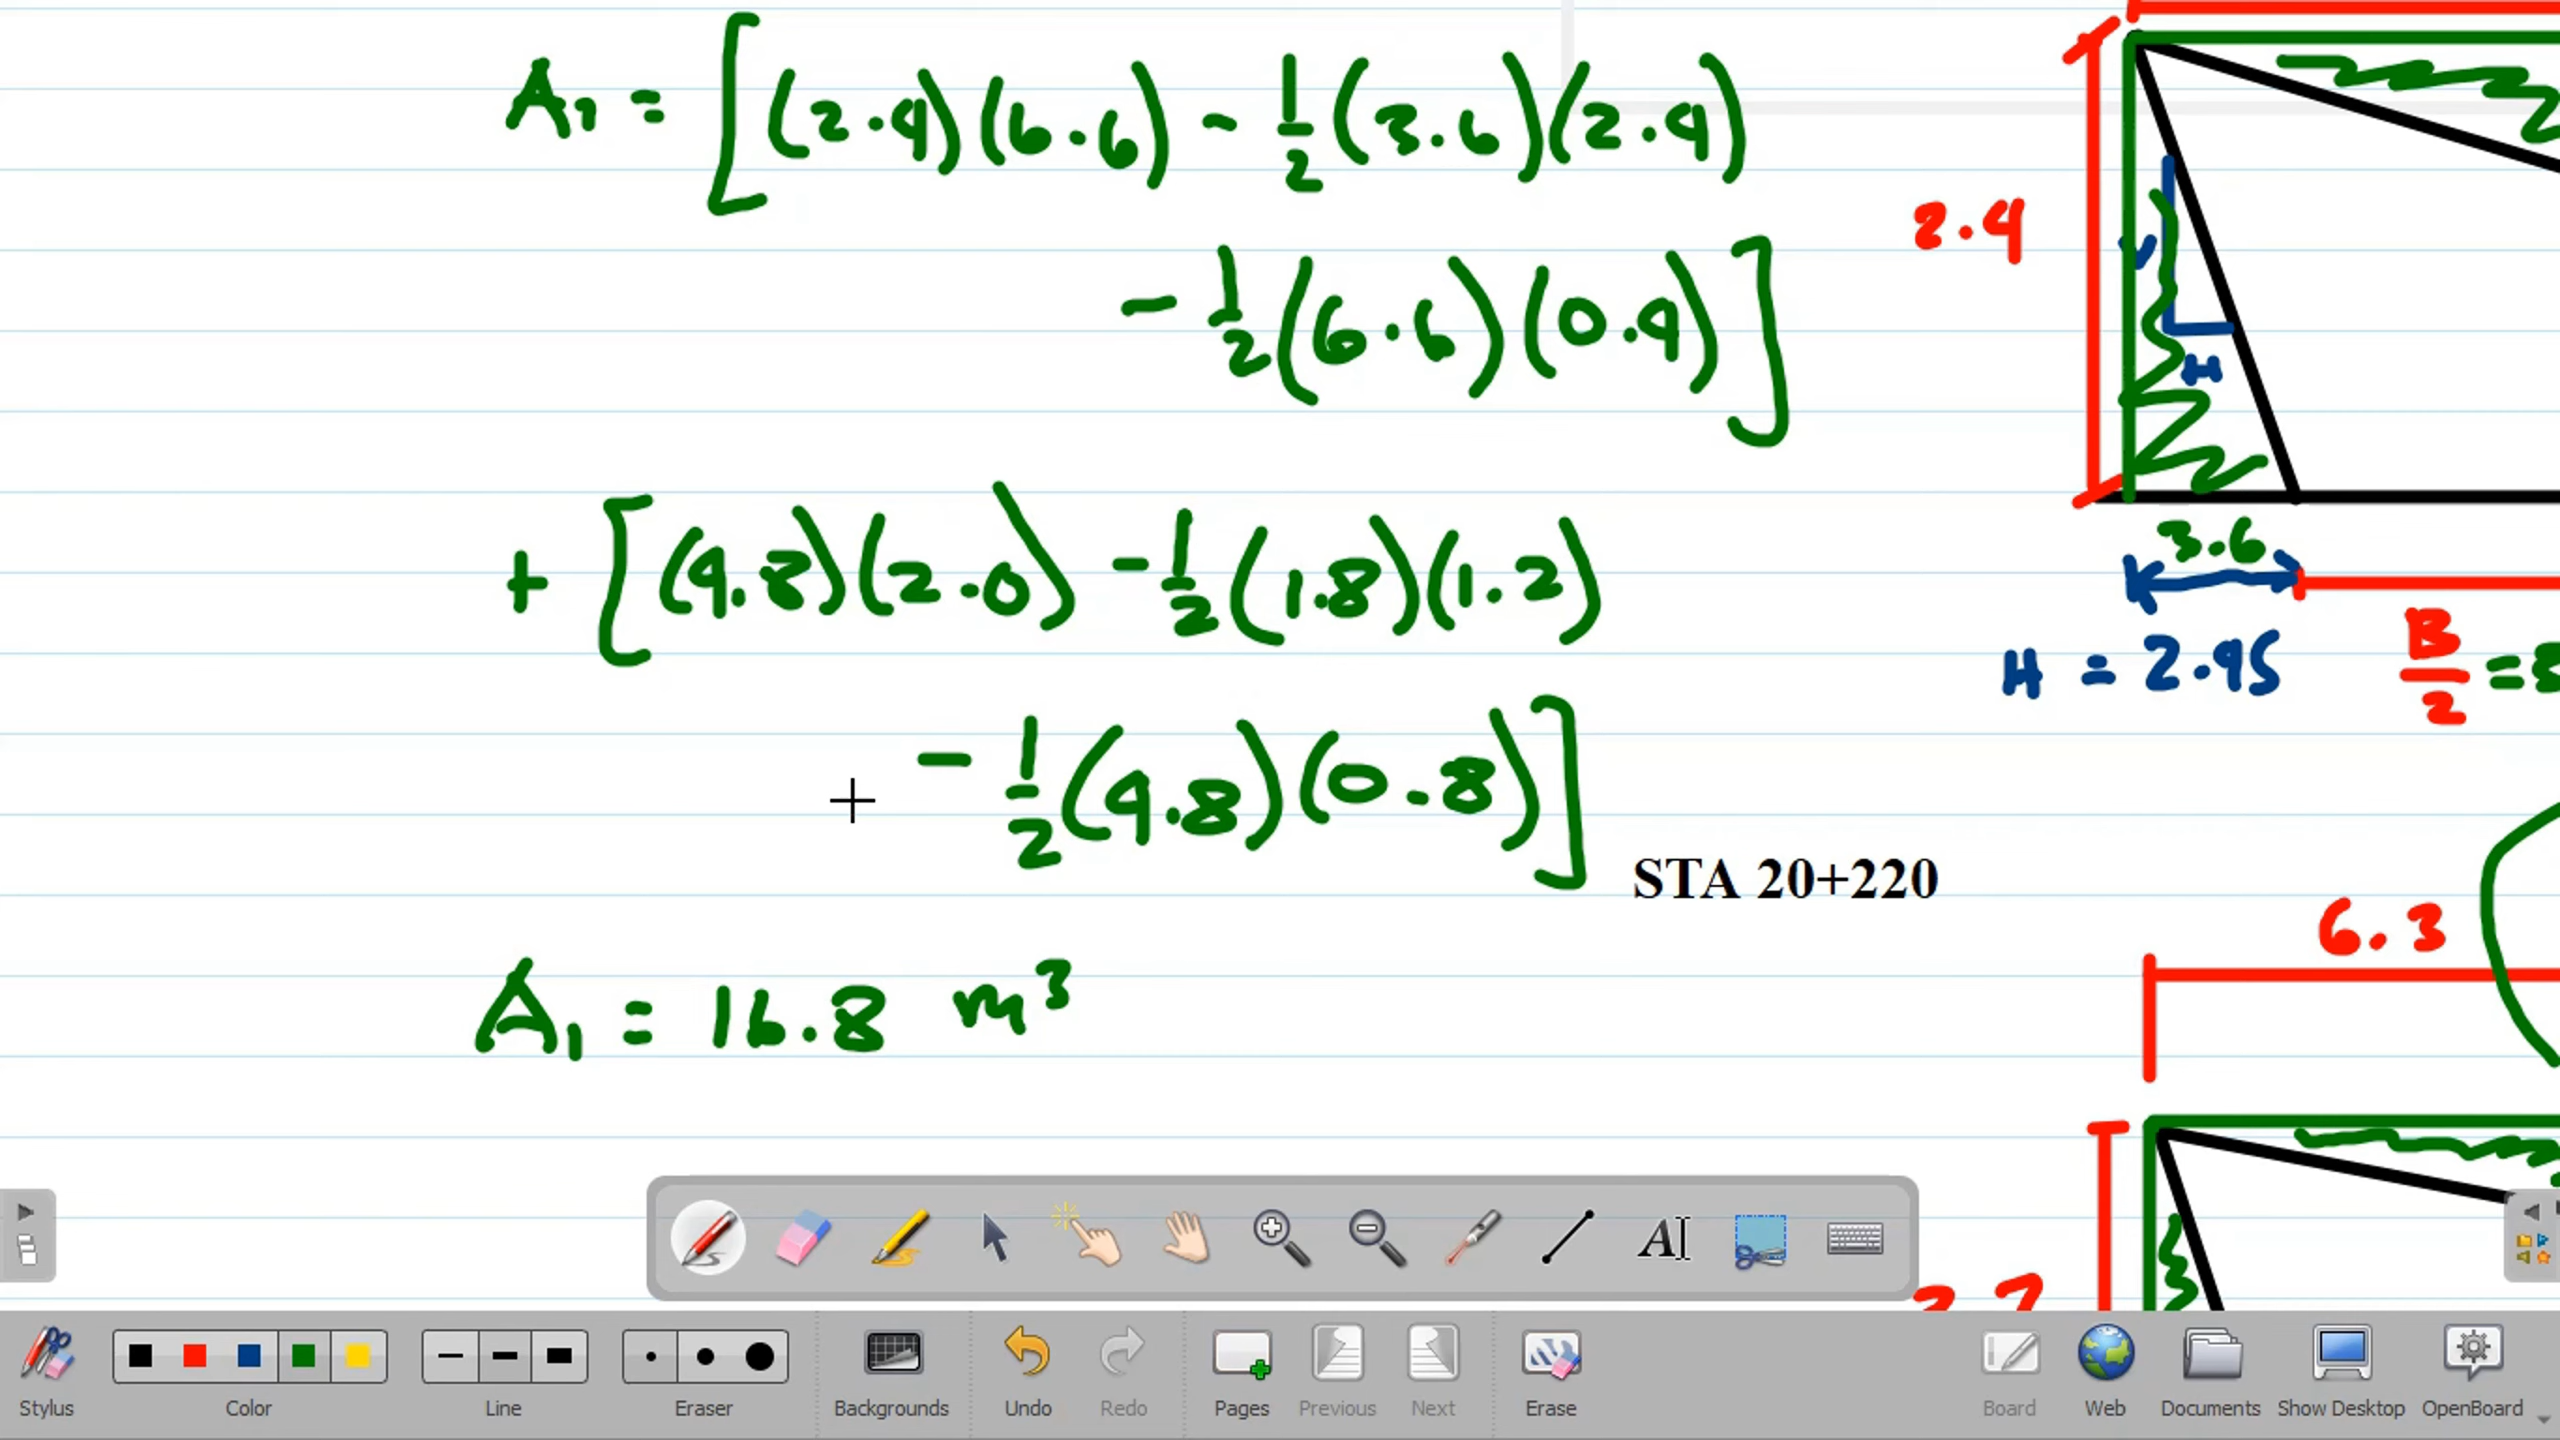 A₁ = [(2.4)(6.6) - 1/2 (3.6)(2.4)
- 1/2 (6.6)(0.4)]
+ [(4.8)(2.0) - 1/2 (1.8)(1.2)
- 1/2 (4.8)(0.8)]
A₁ = 16.8 m³
2.4
V
H
3.6
H = 2.45
B/2 =
STA 20+220
6.3
AI
Stylus
Color
Line
Eraser
Backgrounds
Undo
Redo
Pages
Previous
Next
Erase
Board
Web
Documents
Show Desktop
OpenBoard